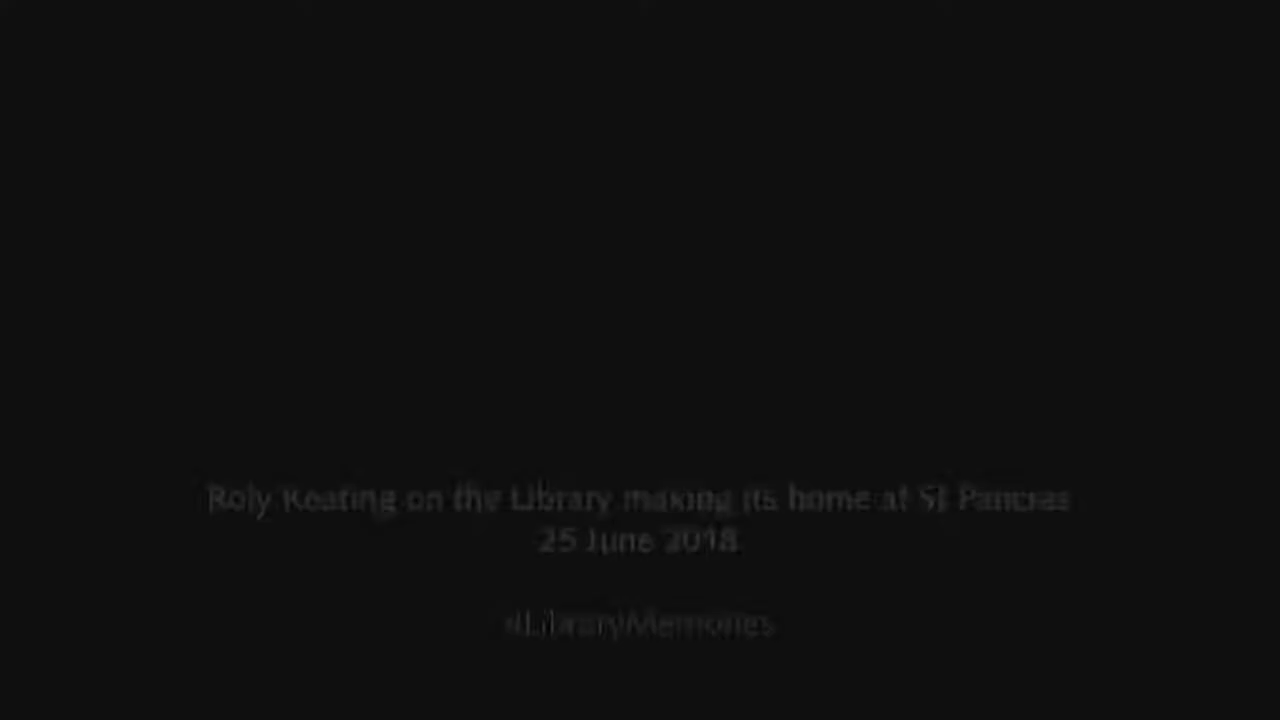 Roly Keating on the Library making its home at St Pancras
25 June 2018
#LibraryMemories